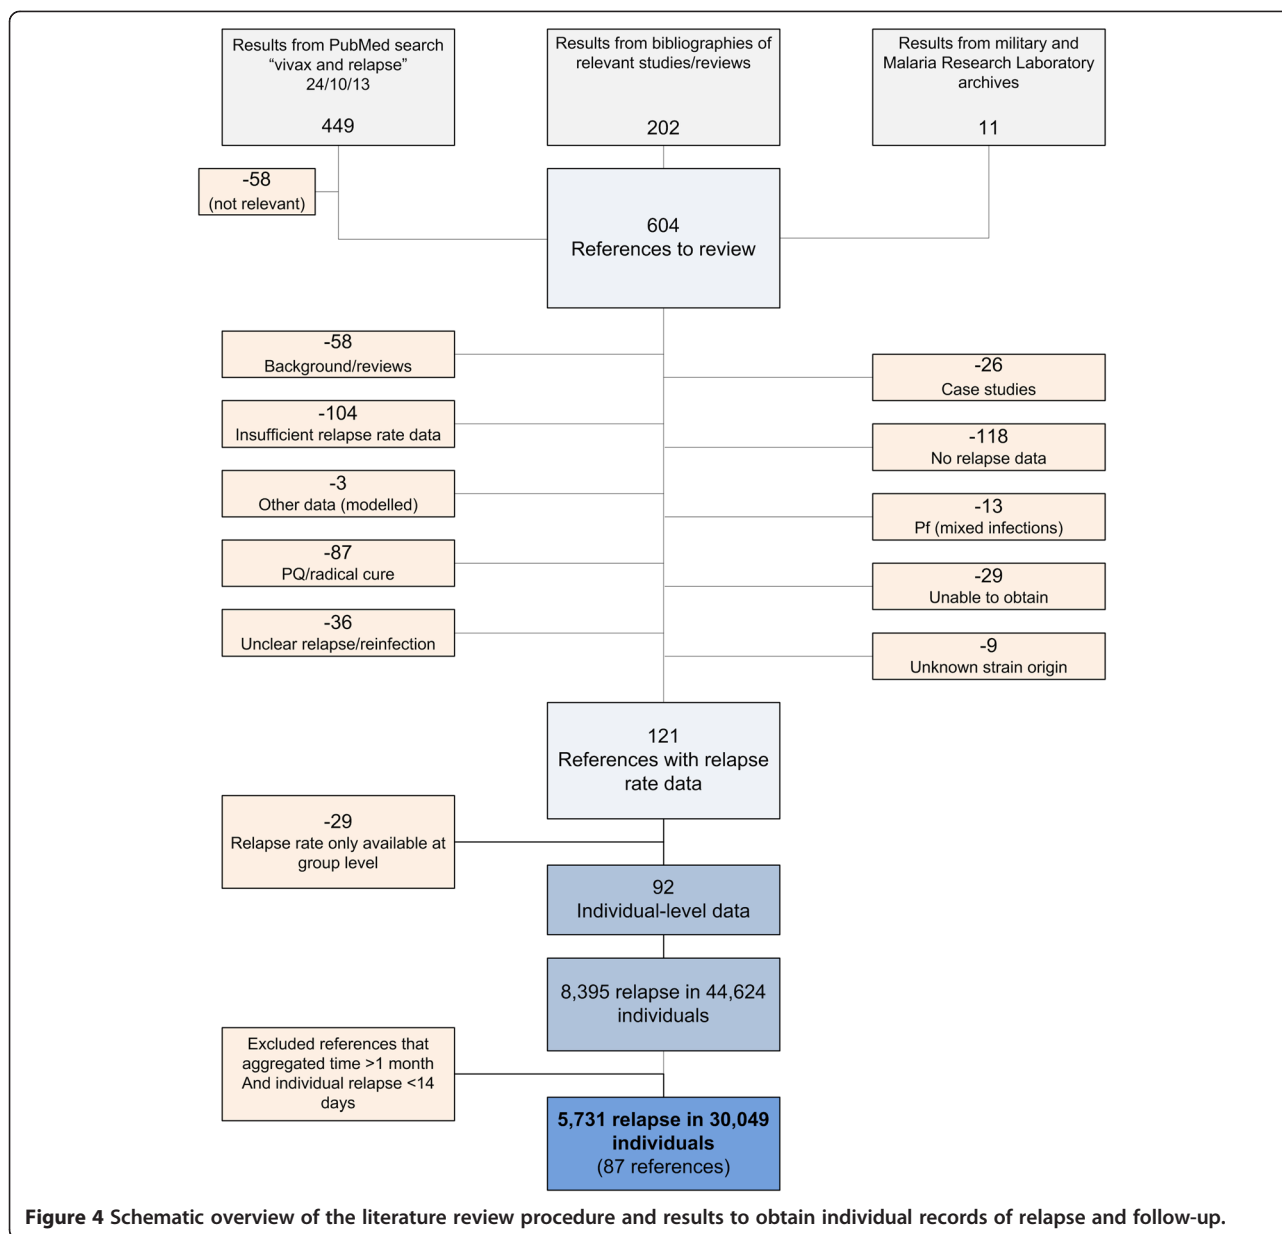 Results from PubMed search
“vivax and relapse”
24/10/13
449
Results from bibliographies of
relevant studies/reviews
202
Results from military and
Malaria Research Laboratory
archives
11
-58
(not relevant)
604
References to review
-58
Background/reviews
-26
Case studies
-104
Insufficient relapse rate data
-118
No relapse data
-3
Other data (modelled)
-13
Pf (mixed infections)
-87
PQ/radical cure
-29
Unable to obtain
-36
Unclear relapse/reinfection
-9
Unknown strain origin
121
References with relapse
rate data
-29
Relapse rate only available at
group level
92
Individual-level data
8,395 relapse in 44,624
individuals
Excluded references that
aggregated time >1 month
And individual relapse <14
days
5,731 relapse in 30,049
individuals
(87 references)
Figure 4 Schematic overview of the literature review procedure and results to obtain individual records of relapse and follow-up.